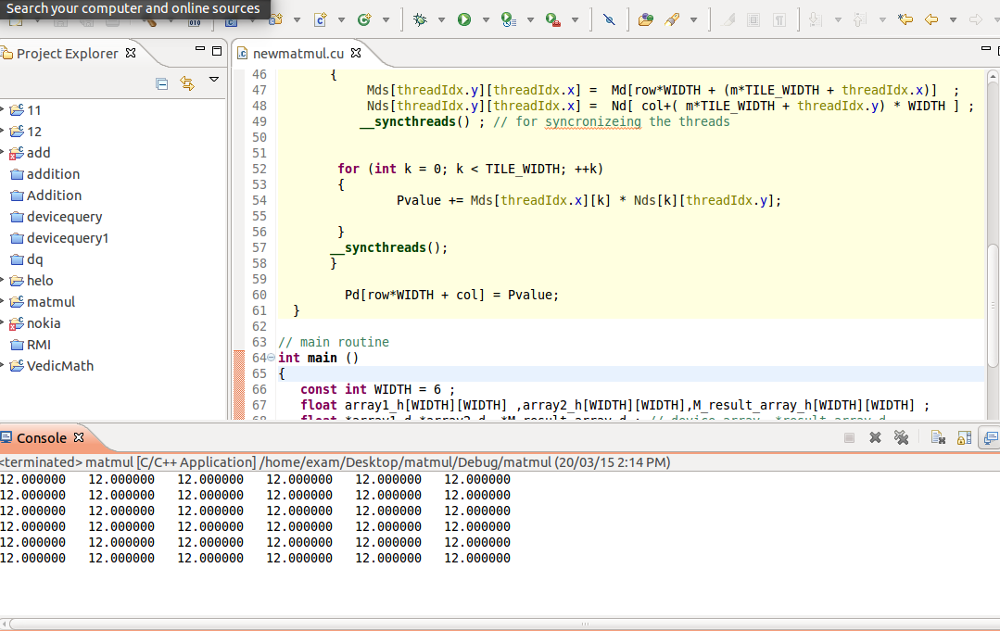 Search your computer and online sources
Project Explorer
11
12
add
addition
Addition
devicequery
devicequery1
dq
helo
matmul
nokia
RMI
VedicMath
newmatmul.cu
46 {
47 Mds[threadIdx.y][threadIdx.x] = Md[row*WIDTH + (m*TILE_WIDTH + threadIdx.x)] ;
48 Nds[threadIdx.y][threadIdx.x] = Nd[ col+( m*TILE_WIDTH + threadIdx.y) * WIDTH ] ;
49 __syncthreads() ; // for syncronizeing the threads
50
51
52 for (int k = 0; k < TILE_WIDTH; ++k)
53 {
54 Pvalue += Mds[threadIdx.x][k] * Nds[k][threadIdx.y];
55
56 }
57 __syncthreads();
58 }
59
60 Pd[row*WIDTH + col] = Pvalue;
61 }
62
63 // main routine
64 int main ()
65 {
66 const int WIDTH = 6 ;
67 float array1_h[WIDTH][WIDTH] ,array2_h[WIDTH][WIDTH],M_result_array_h[WIDTH][WIDTH] ;
Console
<terminated> matmul [C/C++ Application] /home/exam/Desktop/matmul/Debug/matmul (20/03/15 2:14 PM)
12.000000 12.000000 12.000000 12.000000 12.000000 12.000000
12.000000 12.000000 12.000000 12.000000 12.000000 12.000000
12.000000 12.000000 12.000000 12.000000 12.000000 12.000000
12.000000 12.000000 12.000000 12.000000 12.000000 12.000000
12.000000 12.000000 12.000000 12.000000 12.000000 12.000000
12.000000 12.000000 12.000000 12.000000 12.000000 12.000000